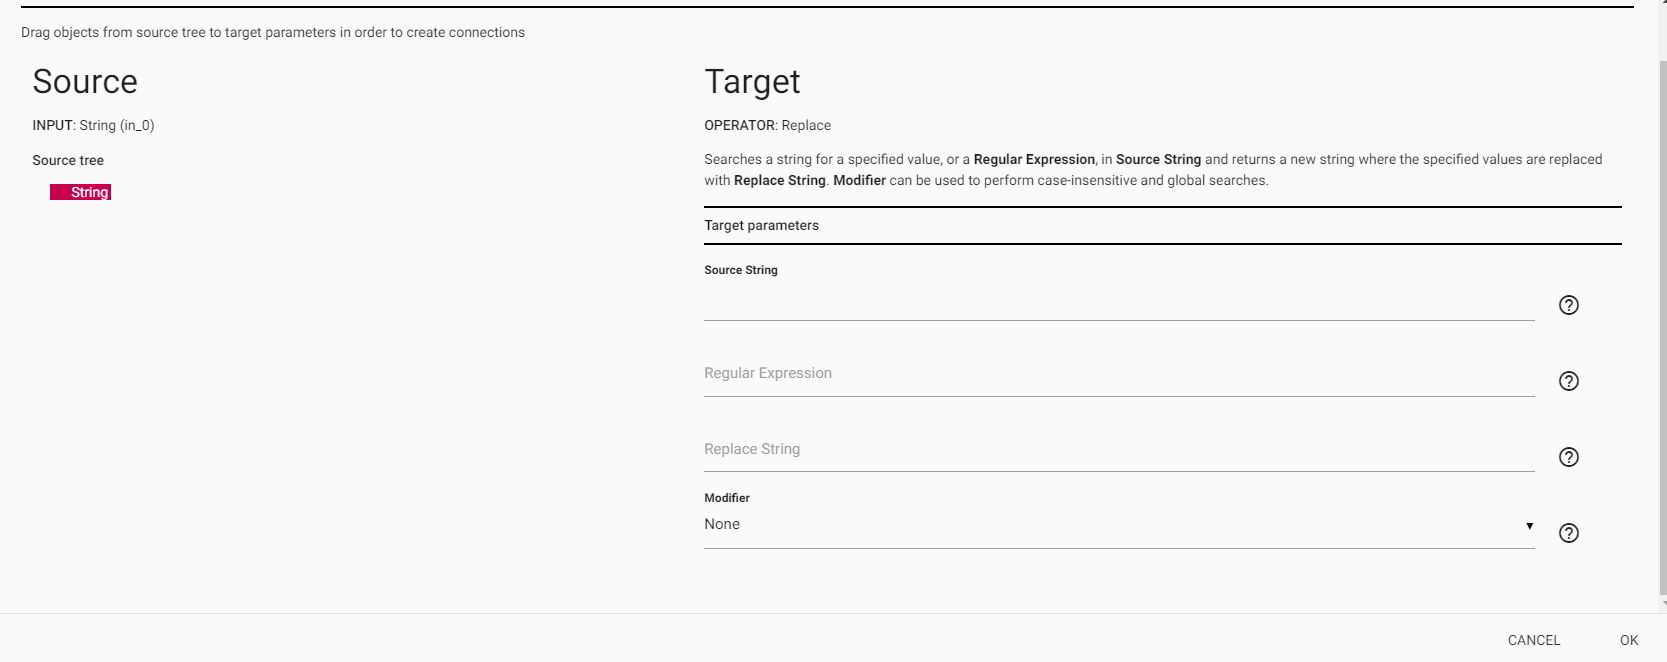 Drag objects from source tree to target parameters in order to create connections
Source
INPUT: String (in_0)
Source tree
String
Target
OPERATOR: Replace
Searches a string for a specified value, or a Regular Expression, in Source String and returns a new string where the specified values are replaced
with Replace String. Modifier can be used to perform case-insensitive and global searches.
Target parameters
Source String
Regular Expression
Replace String
Modifier
None
CANCEL
OK